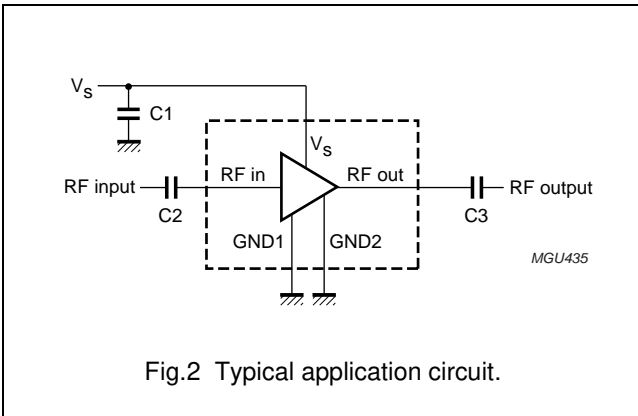 Vs
C1
Vs
RF input
RF in
RF out
RF output
C2
C3
GND1
GND2
MGU435
Fig.2 Typical application circuit.